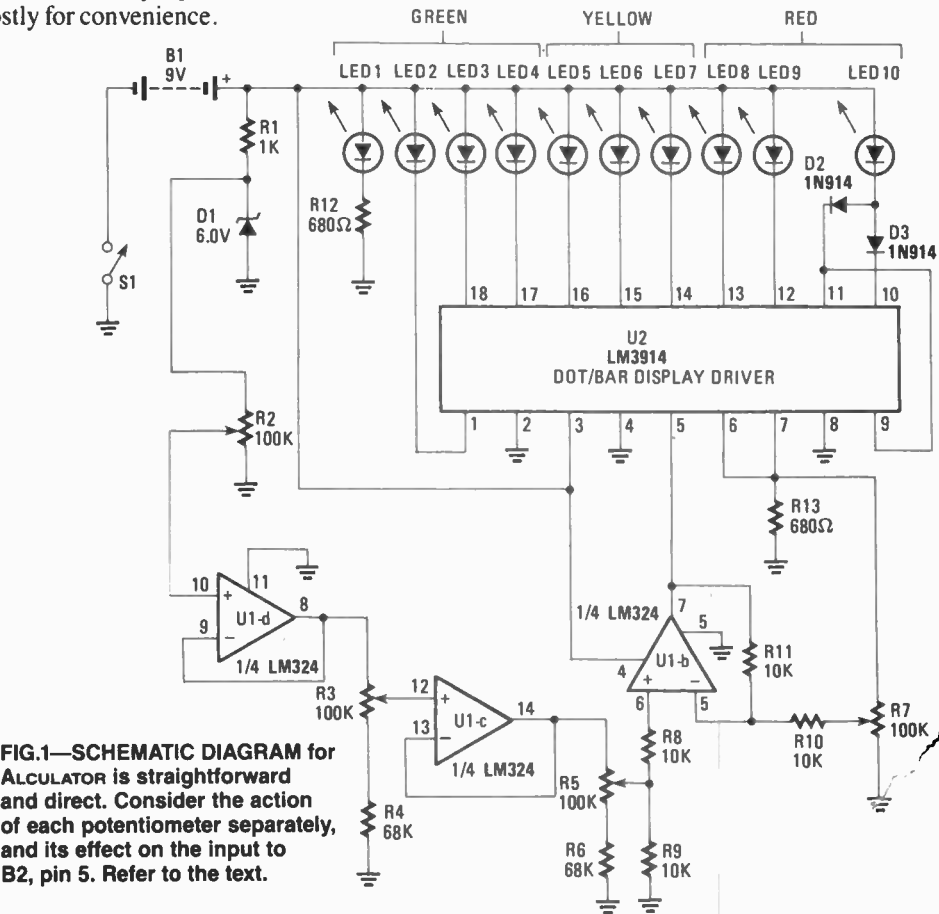 ostly for convenience.
GREEN YELLOW RED
LED1 LED2 LED3 LED4 LED5 LED6 LED7 LED8 LED9 LED10
B1
9V
+
R1
1K
D1
6.0V
S1
R12
680Ω
D2
1N914
D3
1N914
18 17 16 15 14 13 12 11 10
U2
LM3914
DOT/BAR DISPLAY DRIVER
1 2 3 4 5 6 7 8 9
R2
100K
R13
680Ω
10 + 11
U1-d
8
9 −
1/4 LM324
R3
100K
R4
68K
12 +
U1-c
14
13 −
1/4 LM324
R5
100K
R6
68K
1/4 LM324
7
5
U1-b
4
+ −
6 5
R8
10K
R9
10K
R11
10K
R10
10K
R7
100K
FIG.1—SCHEMATIC DIAGRAM for
ALCULATOR is straightforward
and direct. Consider the action
of each potentiometer separately,
and its effect on the input to
B2, pin 5. Refer to the text.